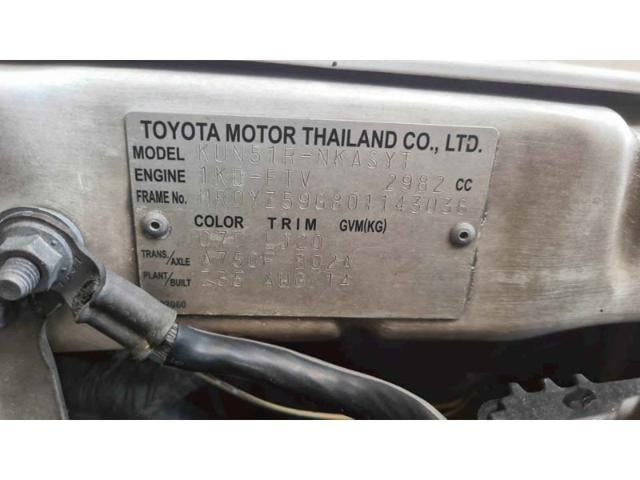 TOYOTA MOTOR THAILAND CO., LTD.
MODEL KUN51R-NKASYT
ENGINE 1KD-FTV 2982 CC
FRAME No.
COLOR TRIM GVM(KG)
TRANS/AXLE A750F
PLANT/BUILT AUG 14